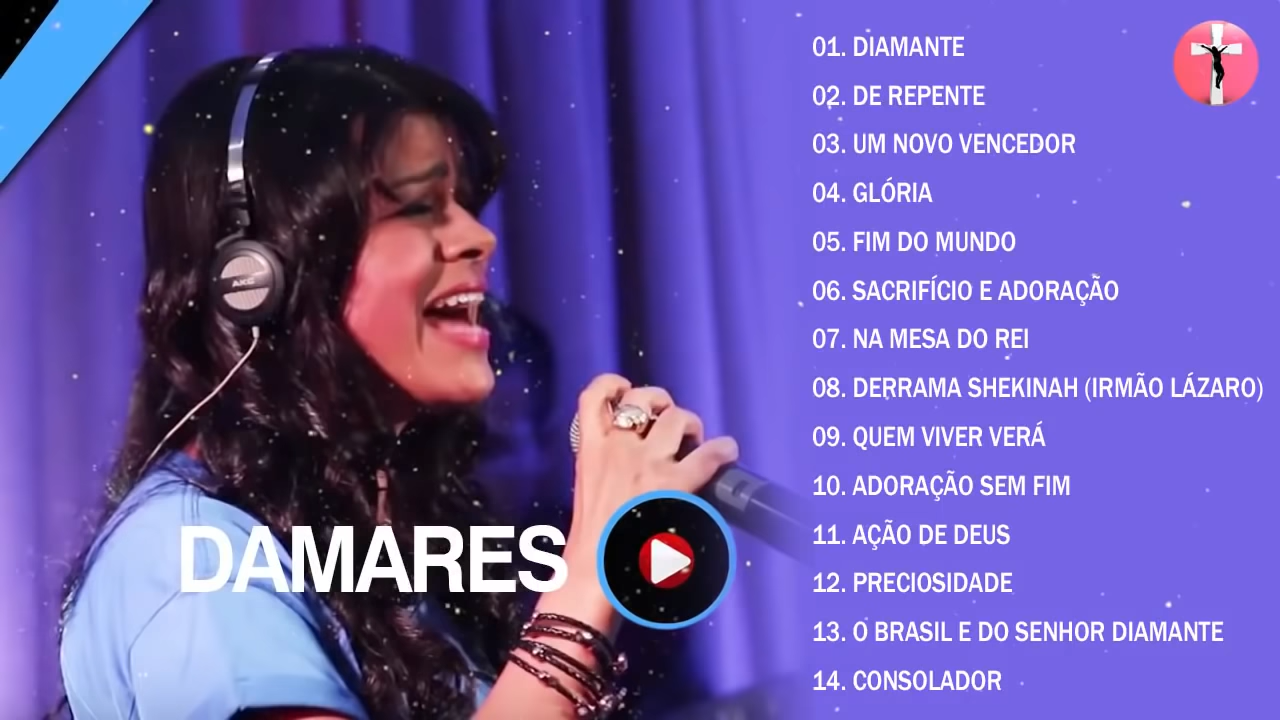 01. DIAMANTE
02. DE REPENTE
03. UM NOVO VENCEDOR
04. GLÓRIA
05. FIM DO MUNDO
06. SACRIFÍCIO E ADORAÇÃO
07. NA MESA DO REI
08. DERRAMA SHEKINAH (IRMÃO LÁZARO)
09. QUEM VIVER VERÁ
10. ADORAÇÃO SEM FIM
11. AÇÃO DE DEUS
12. PRECIOSIDADE
13. O BRASIL E DO SENHOR DIAMANTE
14. CONSOLADOR
AKG
DAMARES